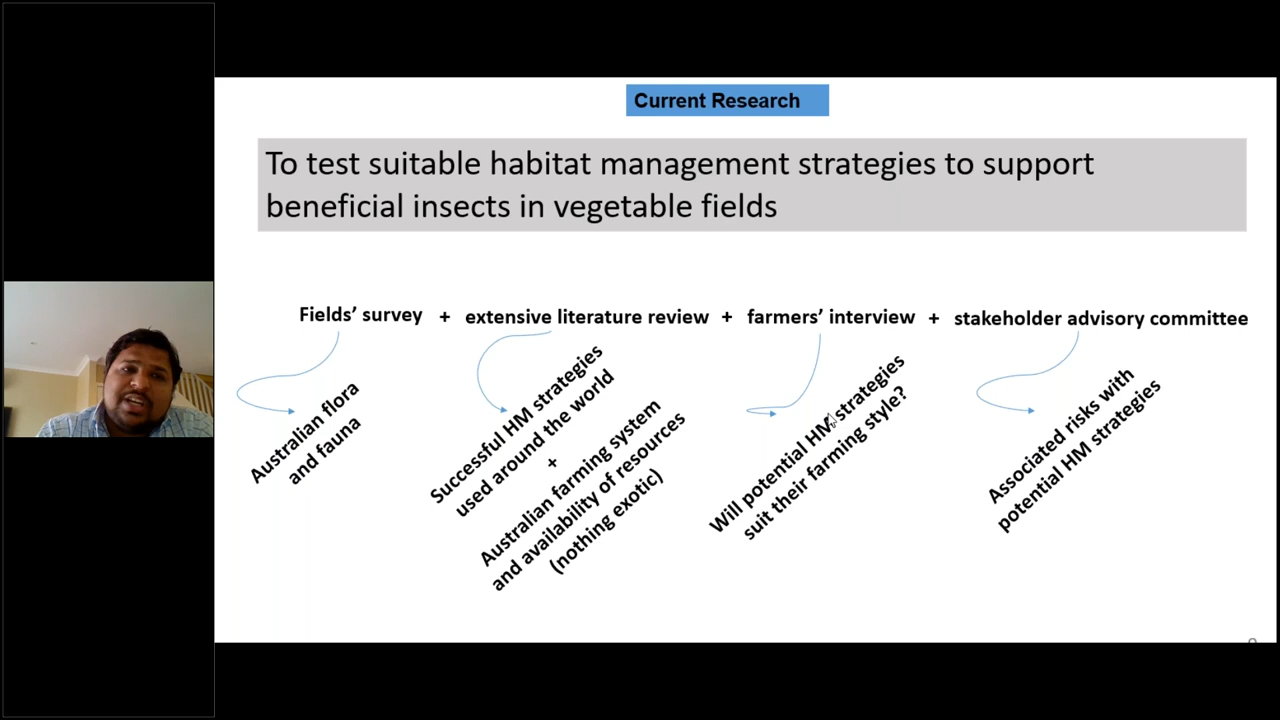 Current Research
To test suitable habitat management strategies to support
beneficial insects in vegetable fields
Fields’ survey + extensive literature review + farmers’ interview + stakeholder advisory committee
Australian flora
and fauna
Successful HM strategies
used around the world
+
Australian farming system
and availability of resources
(nothing exotic)
Will potential HM strategies
suit their farming style?
Associated risks with
potential HM strategies